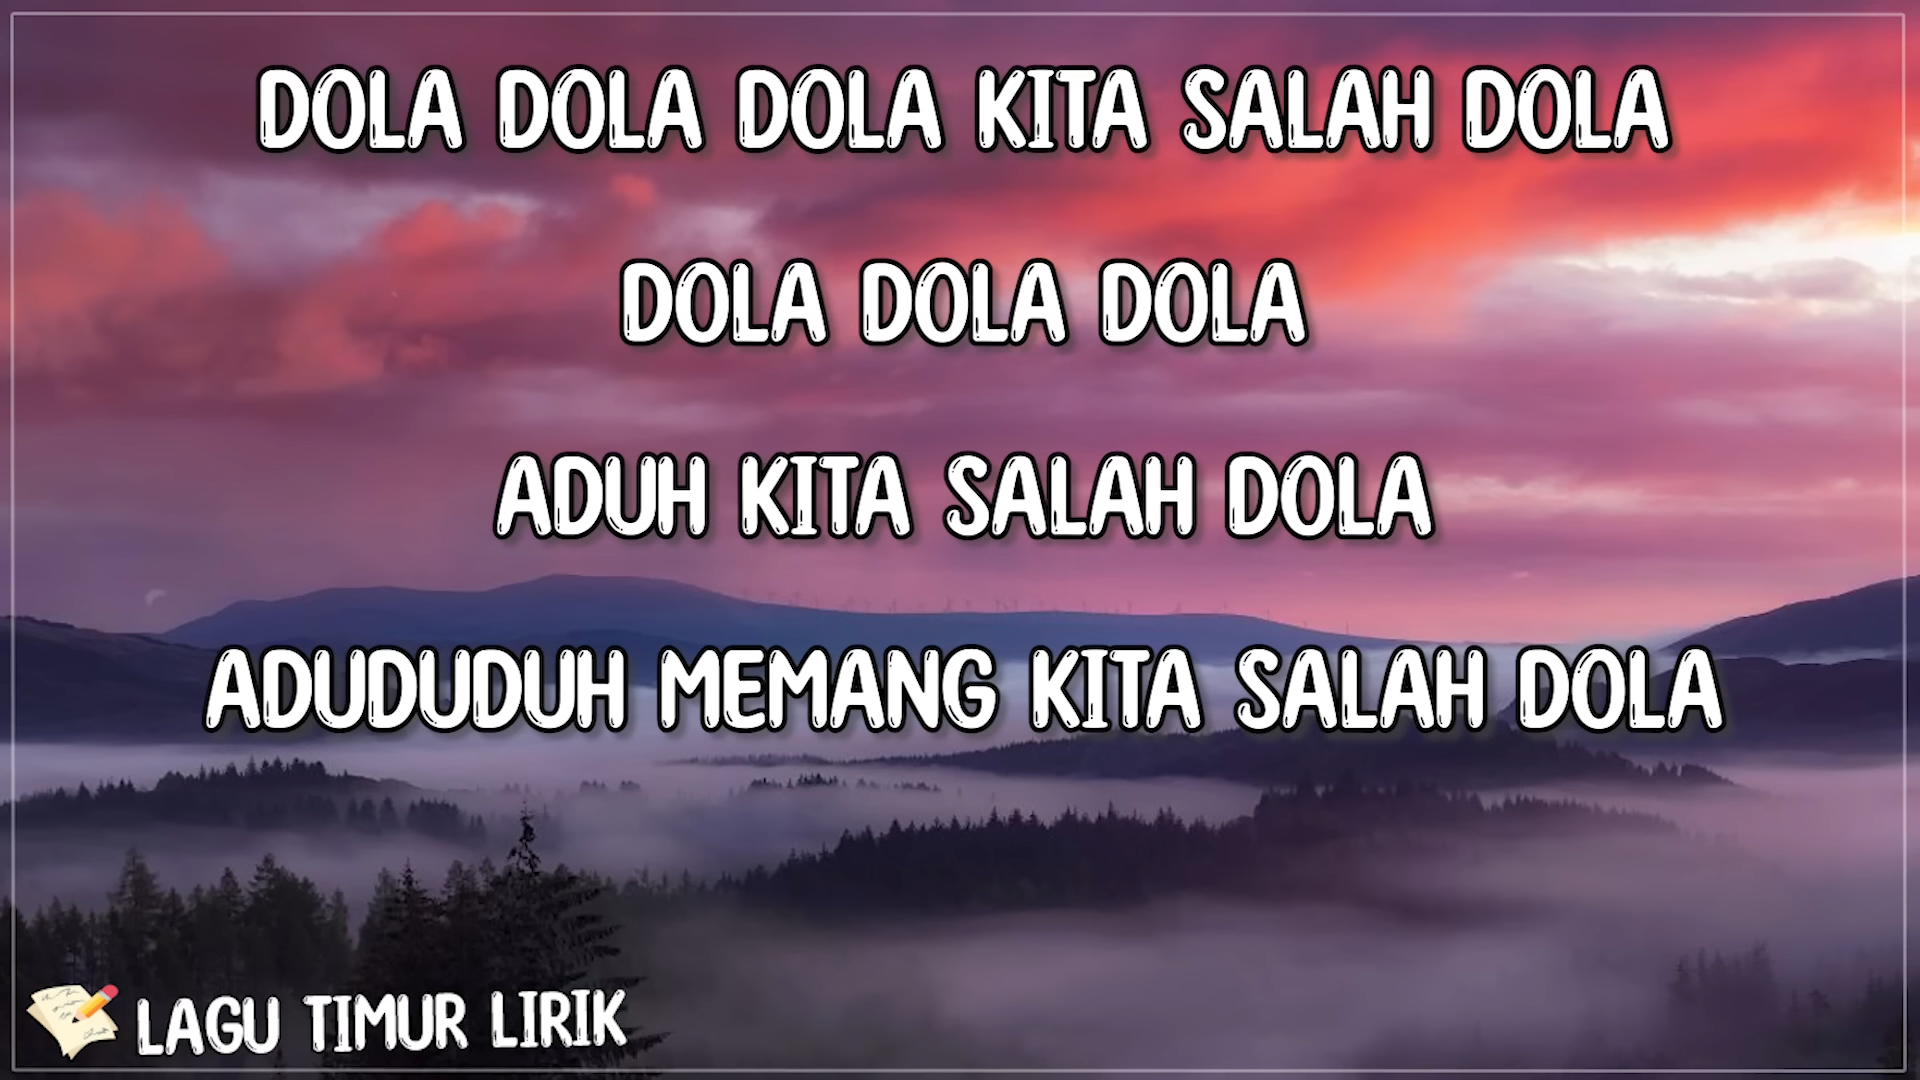 DOLA DOLA DOLA KITA SALAH DOLA
DOLA DOLA DOLA
ADUH KITA SALAH DOLA
ADUDUDUH MEMANG KITA SALAH DOLA
LAGU TIMUR LIRIK